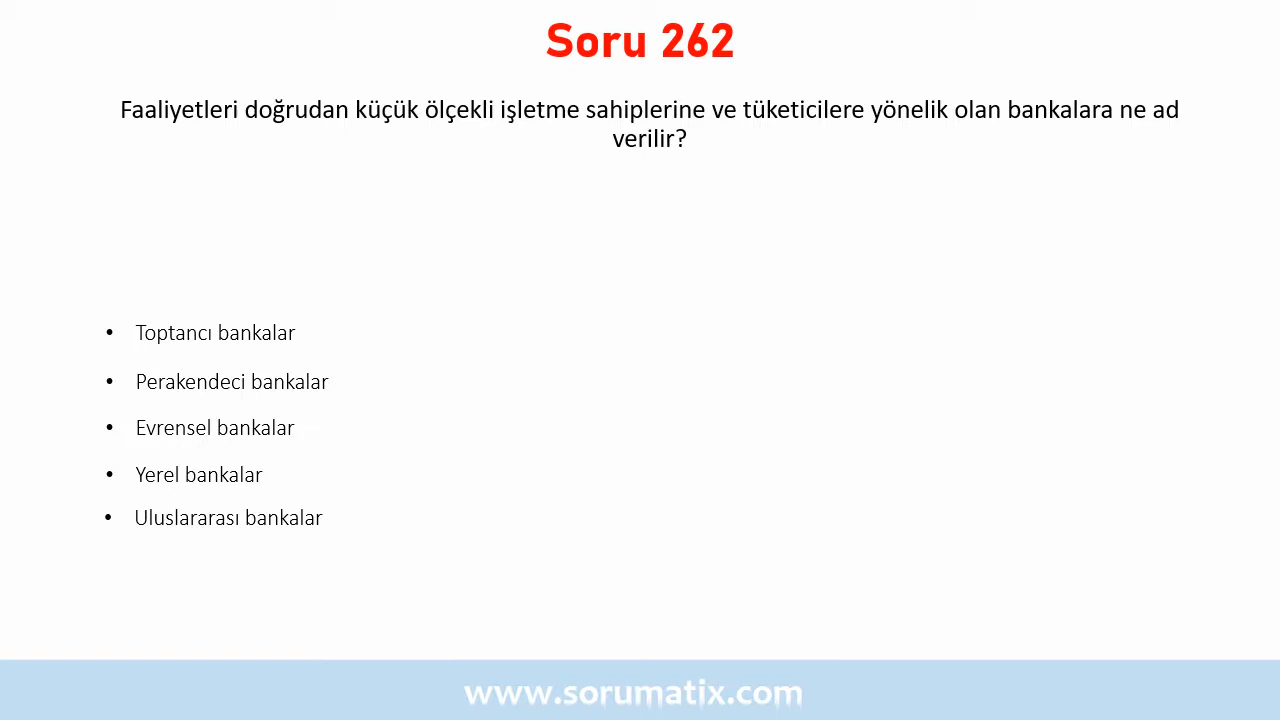 Soru 262
Faaliyetleri doğrudan küçük ölçekli işletme sahiplerine ve tüketicilere yönelik olan bankalara ne ad
verilir?
• Toptancı bankalar
• Perakendeci bankalar
• Evrensel bankalar
• Yerel bankalar
• Uluslararası bankalar
www.sorumatix.com